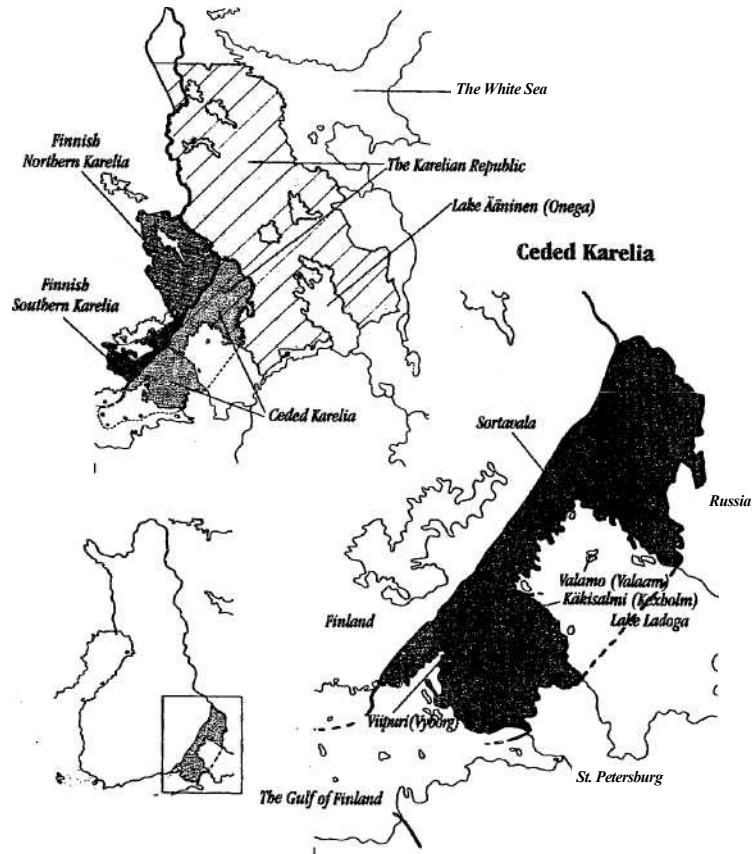 The White Sea
Finnish
Northern Karelia
The Karelian Republic
Lake Ääninen (Onega)
Ceded Karelia
Finnish
Southern Karelia
Ceded Karelia
Sortavala
Russia
Valamo (Valaam)
Käkisalmi (Kexholm)
Lake Ladoga
Finland
Viipuri (Vyborg)
St. Petersburg
The Gulf of Finland